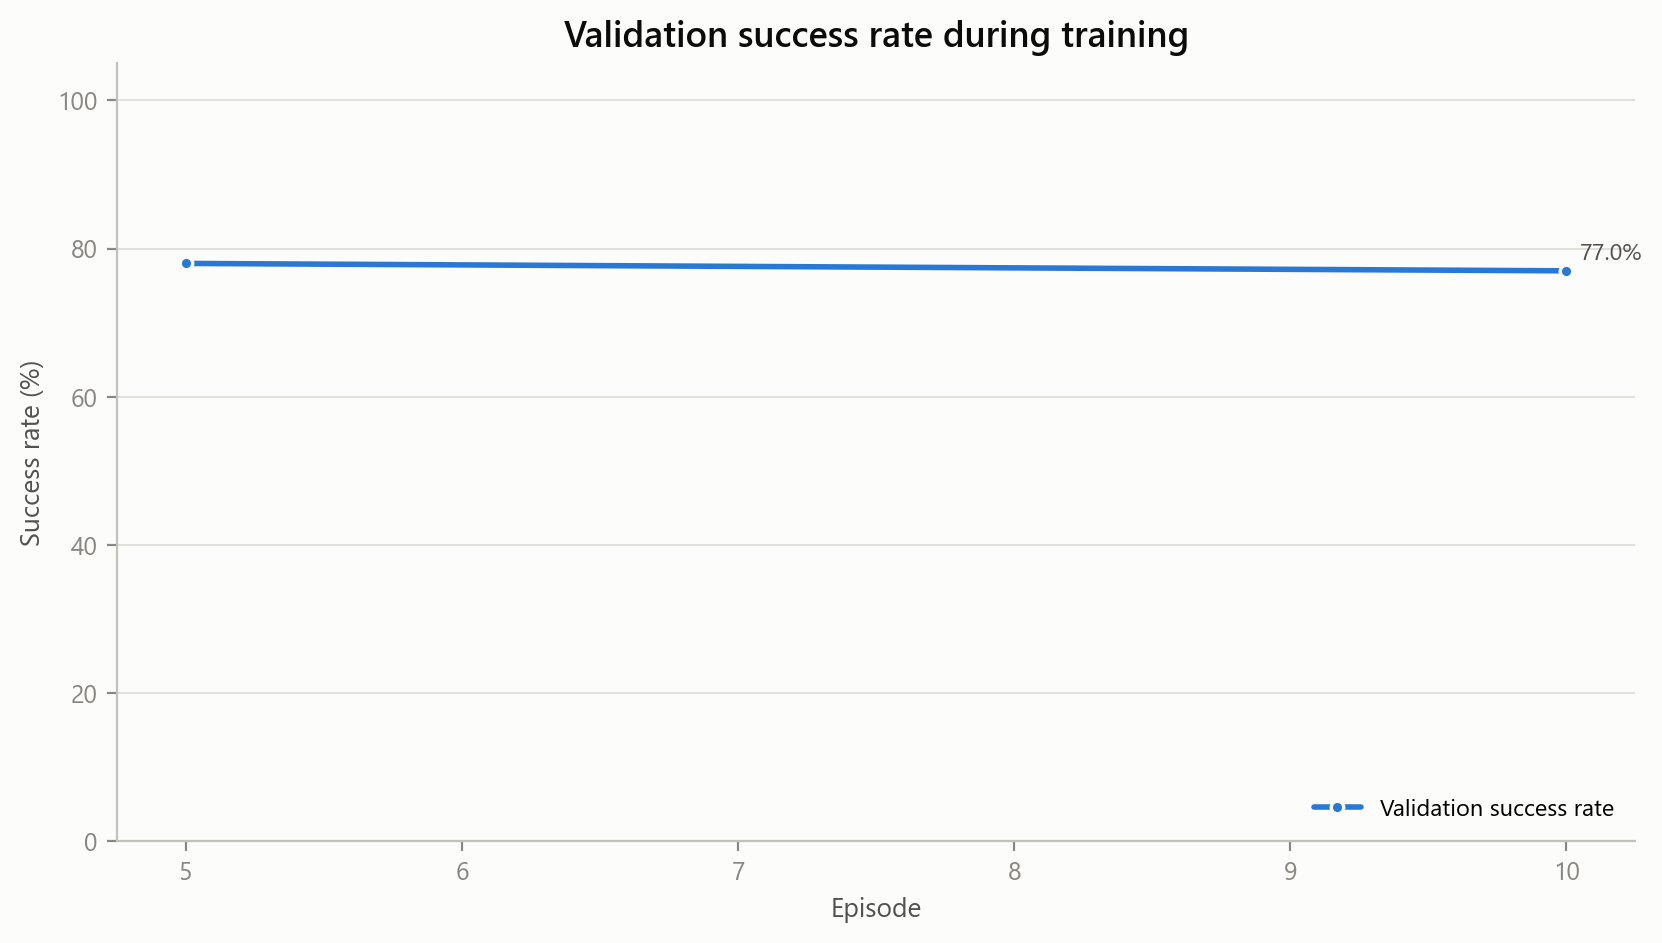 Validation success rate during training
100
80
60
40
20
0
Success rate (%)
77.0%
Validation success rate
5 6 7 8 9 10
Episode